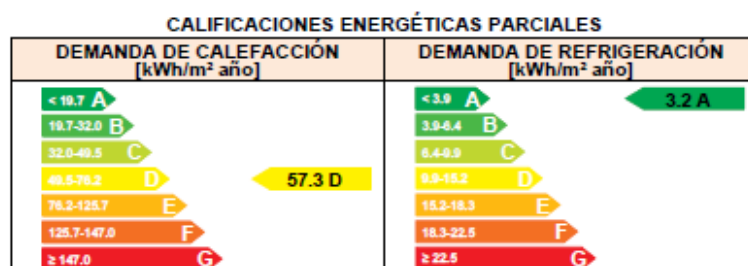 CALIFICACIONES ENERGÉTICAS PARCIALES
DEMANDA DE CALEFACCIÓN
[kWh/m² año]
< 19.7 A
19.7-32.0 B
32.0-49.5 C
49.5-76.2 D
57.3 D
76.2-125.7 E
125.7-147.0 F
≥ 147.0 G
DEMANDA DE REFRIGERACIÓN
[kWh/m² año]
< 3.9 A
3.2 A
3.9-6.4 B
6.4-9.9 C
9.9-15.2 D
15.2-18.3 E
18.3-22.5 F
≥ 22.5 G